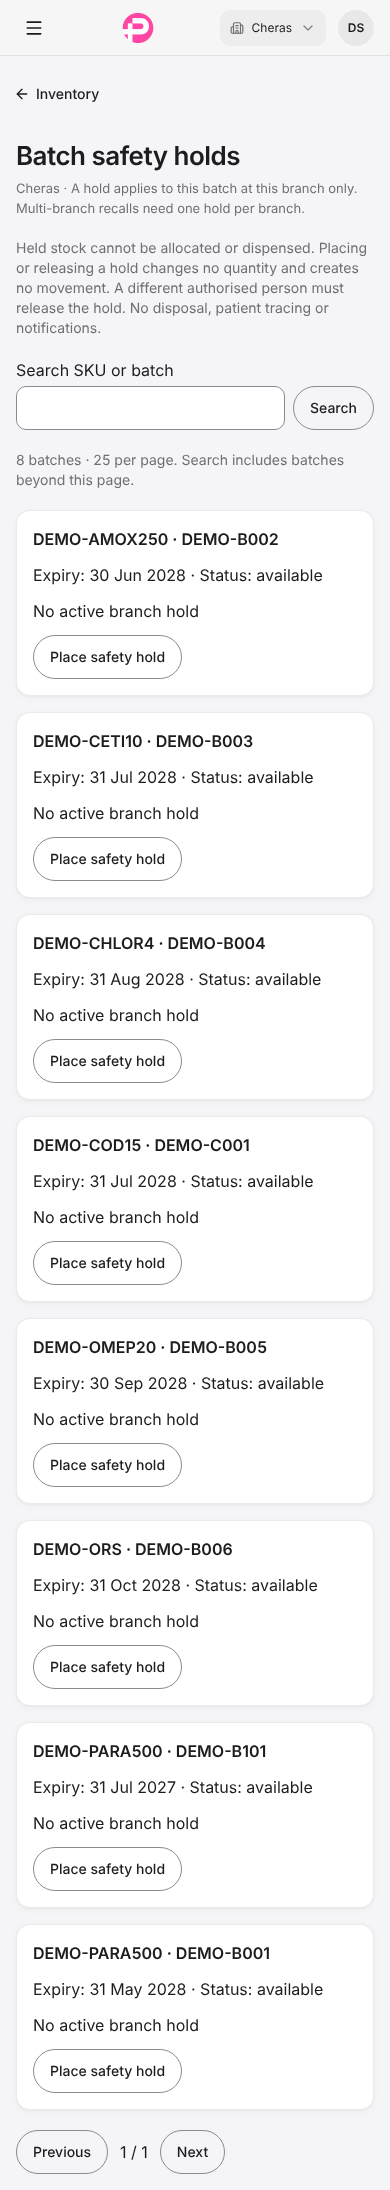 Cheras
DS
Inventory
Batch safety holds
Cheras · A hold applies to this batch at this branch only.
Multi-branch recalls need one hold per branch.
Held stock cannot be allocated or dispensed. Placing
or releasing a hold changes no quantity and creates
no movement. A different authorised person must
release the hold. No disposal, patient tracing or
notifications.
Search SKU or batch
Search
8 batches · 25 per page. Search includes batches
beyond this page.
DEMO-AMOX250 · DEMO-B002
Expiry: 30 Jun 2028 · Status: available
No active branch hold
Place safety hold
DEMO-CETI10 · DEMO-B003
Expiry: 31 Jul 2028 · Status: available
No active branch hold
Place safety hold
DEMO-CHLOR4 · DEMO-B004
Expiry: 31 Aug 2028 · Status: available
No active branch hold
Place safety hold
DEMO-COD15 · DEMO-C001
Expiry: 31 Jul 2028 · Status: available
No active branch hold
Place safety hold
DEMO-OMEP20 · DEMO-B005
Expiry: 30 Sep 2028 · Status: available
No active branch hold
Place safety hold
DEMO-ORS · DEMO-B006
Expiry: 31 Oct 2028 · Status: available
No active branch hold
Place safety hold
DEMO-PARA500 · DEMO-B101
Expiry: 31 Jul 2027 · Status: available
No active branch hold
Place safety hold
DEMO-PARA500 · DEMO-B001
Expiry: 31 May 2028 · Status: available
No active branch hold
Place safety hold
Previous
1 / 1
Next